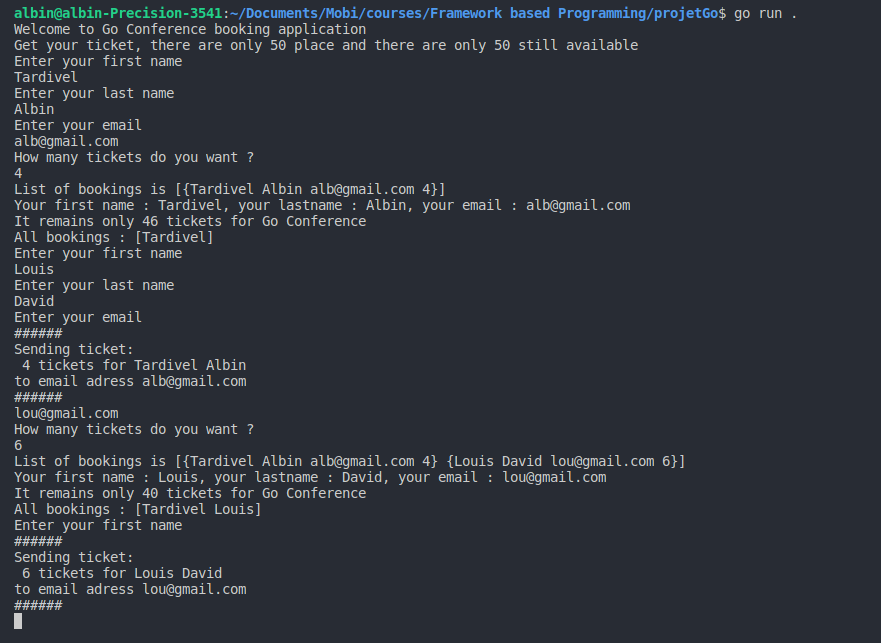 albin@albin-Precision-3541:~/Documents/Mobi/courses/Framework based Programming/projetGo$ go run .
Welcome to Go Conference booking application
Get your ticket, there are only 50 place and there are only 50 still available
Enter your first name
Tardivel
Enter your last name
Albin
Enter your email
alb@gmail.com
How many tickets do you want ?
4
List of bookings is [{Tardivel Albin alb@gmail.com 4}]
Your first name : Tardivel, your lastname : Albin, your email : alb@gmail.com
It remains only 46 tickets for Go Conference
All bookings : [Tardivel]
Enter your first name
Louis
Enter your last name
David
Enter your email
######
Sending ticket:
 4 tickets for Tardivel Albin
to email adress alb@gmail.com
######
lou@gmail.com
How many tickets do you want ?
6
List of bookings is [{Tardivel Albin alb@gmail.com 4} {Louis David lou@gmail.com 6}]
Your first name : Louis, your lastname : David, your email : lou@gmail.com
It remains only 40 tickets for Go Conference
All bookings : [Tardivel Louis]
Enter your first name
######
Sending ticket:
 6 tickets for Louis David
to email adress lou@gmail.com
######